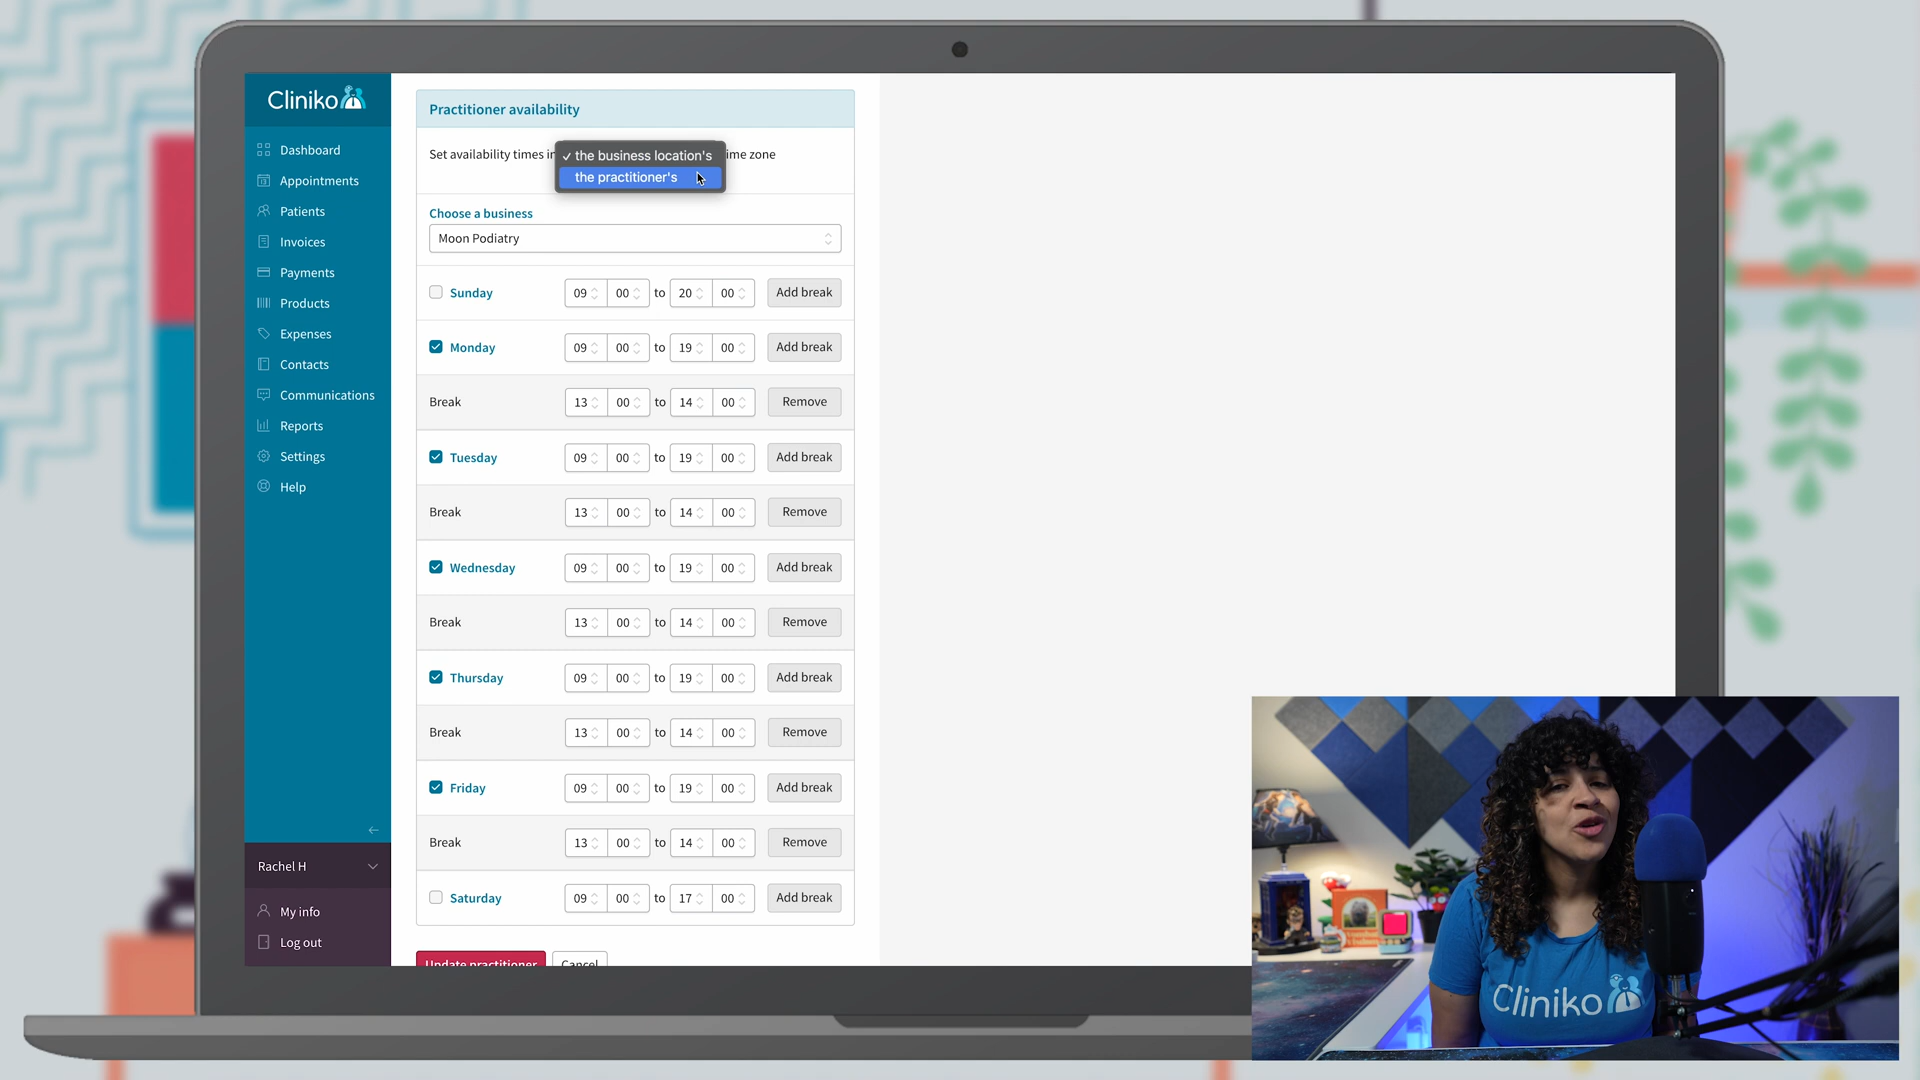 Cliniko
Dashboard
Appointments
Patients
Invoices
Payments
Products
Expenses
Contacts
Communications
Reports
Settings
Help
Rachel H
My info
Log out
Practitioner availability
Set availability times in ✓ the business location's ime zone
the practitioner's
Choose a business
Moon Podiatry
Sunday 09 00 to 20 00 Add break
Monday 09 00 to 19 00 Add break
Break 13 00 to 14 00 Remove
Tuesday 09 00 to 19 00 Add break
Break 13 00 to 14 00 Remove
Wednesday 09 00 to 19 00 Add break
Break 13 00 to 14 00 Remove
Thursday 09 00 to 19 00 Add break
Break 13 00 to 14 00 Remove
Friday 09 00 to 19 00 Add break
Break 13 00 to 14 00 Remove
Saturday 09 00 to 17 00 Add break
Update practitioner Cancel
Cliniko